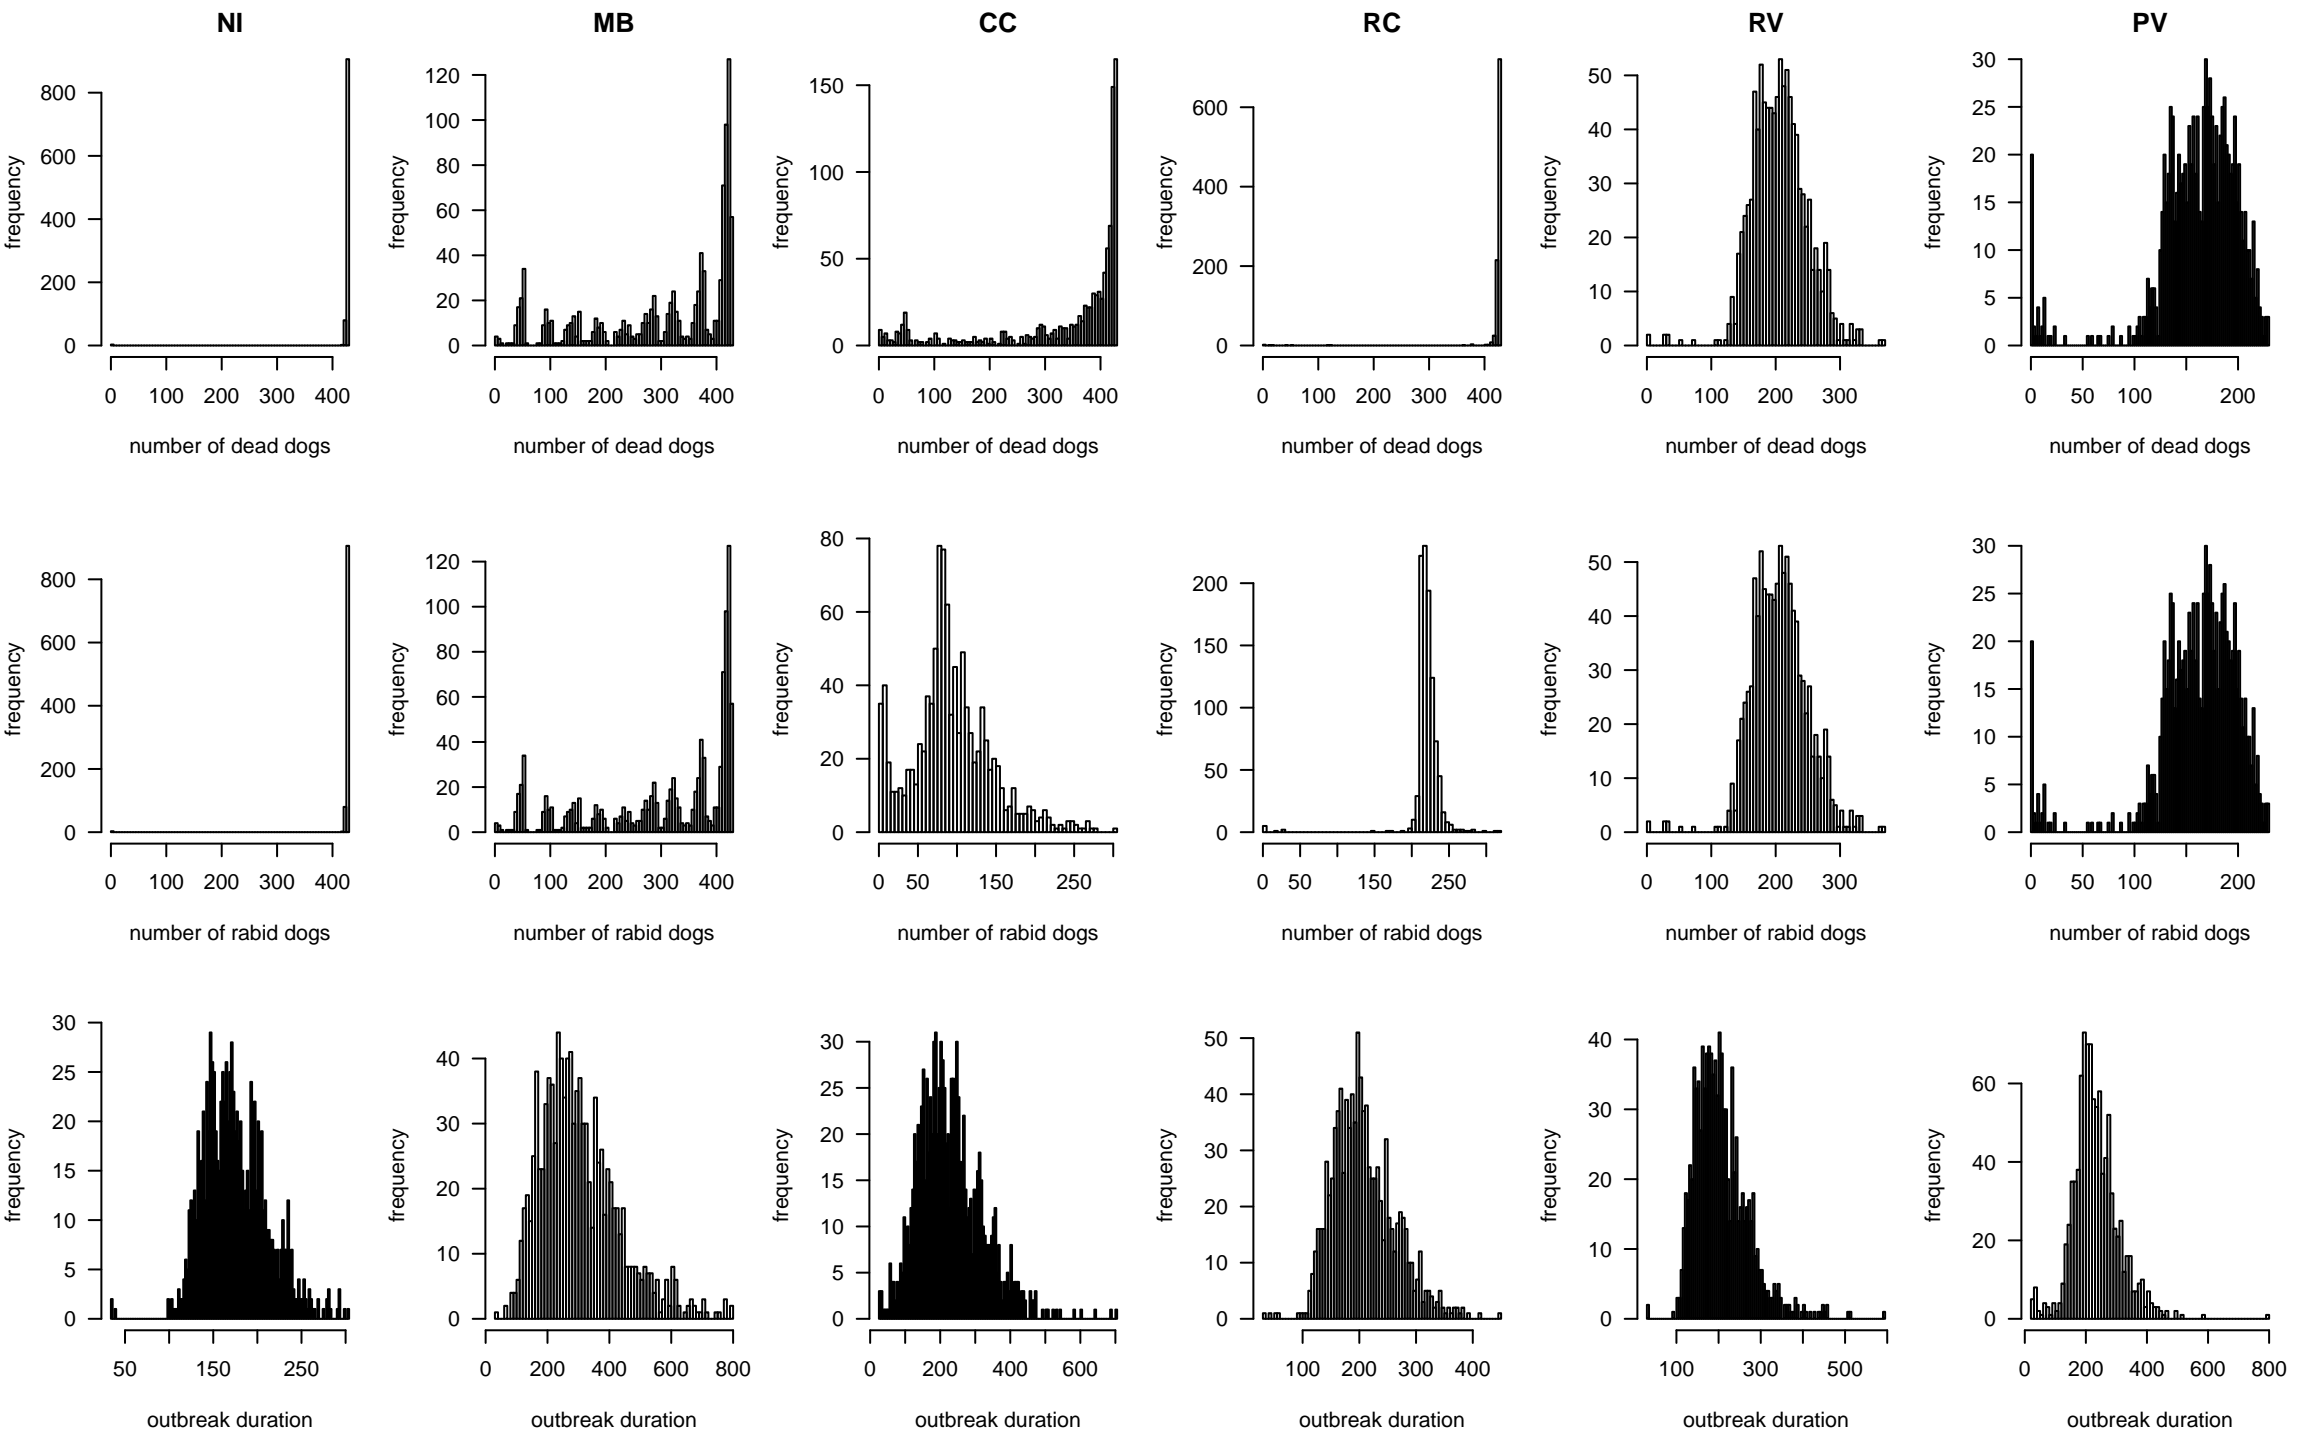 NI MB CC RC RV PV
frequency 0 200 400 600 800
0 100 200 300 400
number of dead dogs
frequency 0 20 40 60 80 100 120
0 100 200 300 400
number of dead dogs
frequency 0 50 100 150
0 100 200 300 400
number of dead dogs
frequency 0 200 400 600
0 100 200 300 400
number of dead dogs
frequency 0 10 20 30 40 50
0 100 200 300
number of dead dogs
frequency 0 5 10 15 20 25 30
0 50 100 200
number of dead dogs
frequency 0 200 400 600 800
0 100 200 300 400
number of rabid dogs
frequency 0 20 40 60 80 100 120
0 100 200 300 400
number of rabid dogs
frequency 0 20 40 60 80
0 50 150 250
number of rabid dogs
frequency 0 50 100 150 200
0 50 150 250
number of rabid dogs
frequency 0 10 20 30 40 50
0 100 200 300
number of rabid dogs
frequency 0 5 10 15 20 25 30
0 50 100 200
number of rabid dogs
frequency 0 5 10 15 20 25 30
50 150 250
outbreak duration
frequency 0 10 20 30 40
0 200 400 600 800
outbreak duration
frequency 0 5 10 15 20 25 30
0 200 400 600
outbreak duration
frequency 0 10 20 30 40 50
100 200 300 400
outbreak duration
frequency 0 10 20 30 40
100 300 500
outbreak duration
frequency 0 20 40 60
0 200 400 600 800
outbreak duration